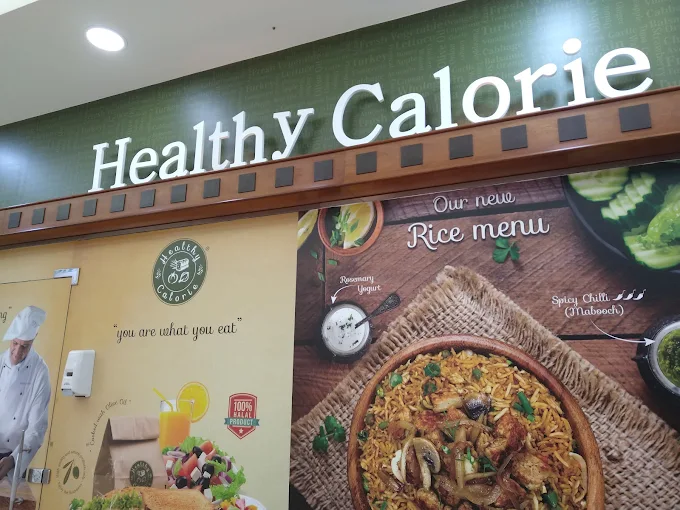 Healthy Calorie
Our new
Rice menu
Healthy
Calorie
"you are what you eat"
Rosemary
Yogurt
Spicy Chilli
(Mabooch)
100%
HALAL
PRODUCT